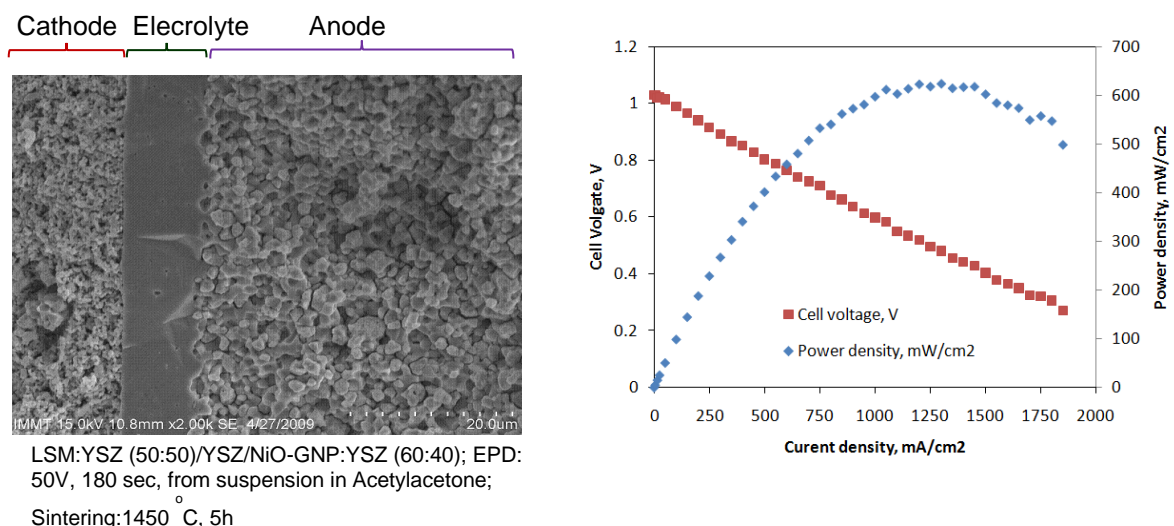 Cathode Elecrolyte Anode
IMMT 15.0kV 10.8mm x2.00k SE 4/27/2009 20.0um
LSM:YSZ (50:50)/YSZ/NiO-GNP:YSZ (60:40); EPD:
50V, 180 sec, from suspension in Acetylacetone;
Sintering:1450 °C, 5h
1.2
1
0.8
0.6
0.4
0.2
0
Cell Volgate, V
700
600
500
400
300
200
100
0
Power density, mW/cm2
Cell voltage, V
Power density, mW/cm2
0 250 500 750 1000 1250 1500 1750 2000
Curent density, mA/cm2